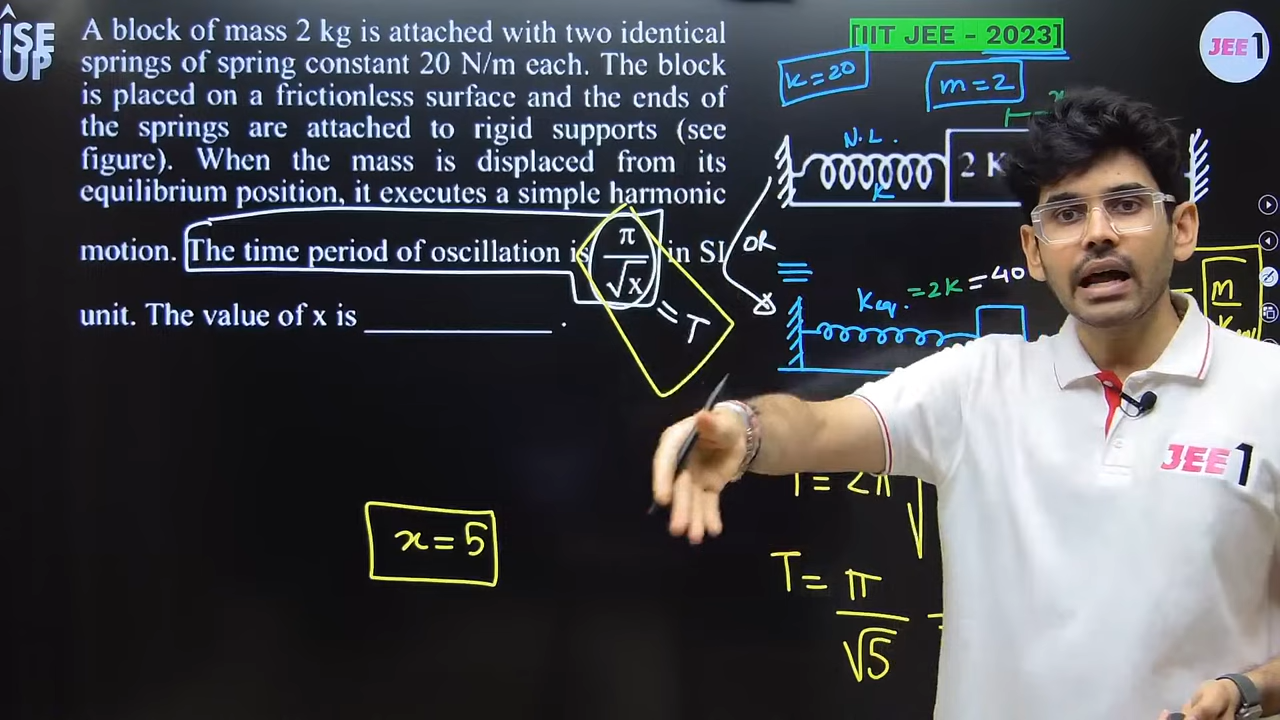 ISE
UP
A block of mass 2 kg is attached with two identical
springs of spring constant 20 N/m each. The block
is placed on a frictionless surface and the ends of
the springs are attached to rigid supports (see
figure). When the mass is displaced from its
equilibrium position, it executes a simple harmonic
motion. The time period of oscillation is π/√x in SI
unit. The value of x is ____________ .
= T
x = 5
[IIT JEE - 2023]
JEE 1
k = 20
m = 2
x
N.L.
2 K
K
OR
Keq. = 2K = 40
m
T = 2π √
T = π/√5 =
JEE 1